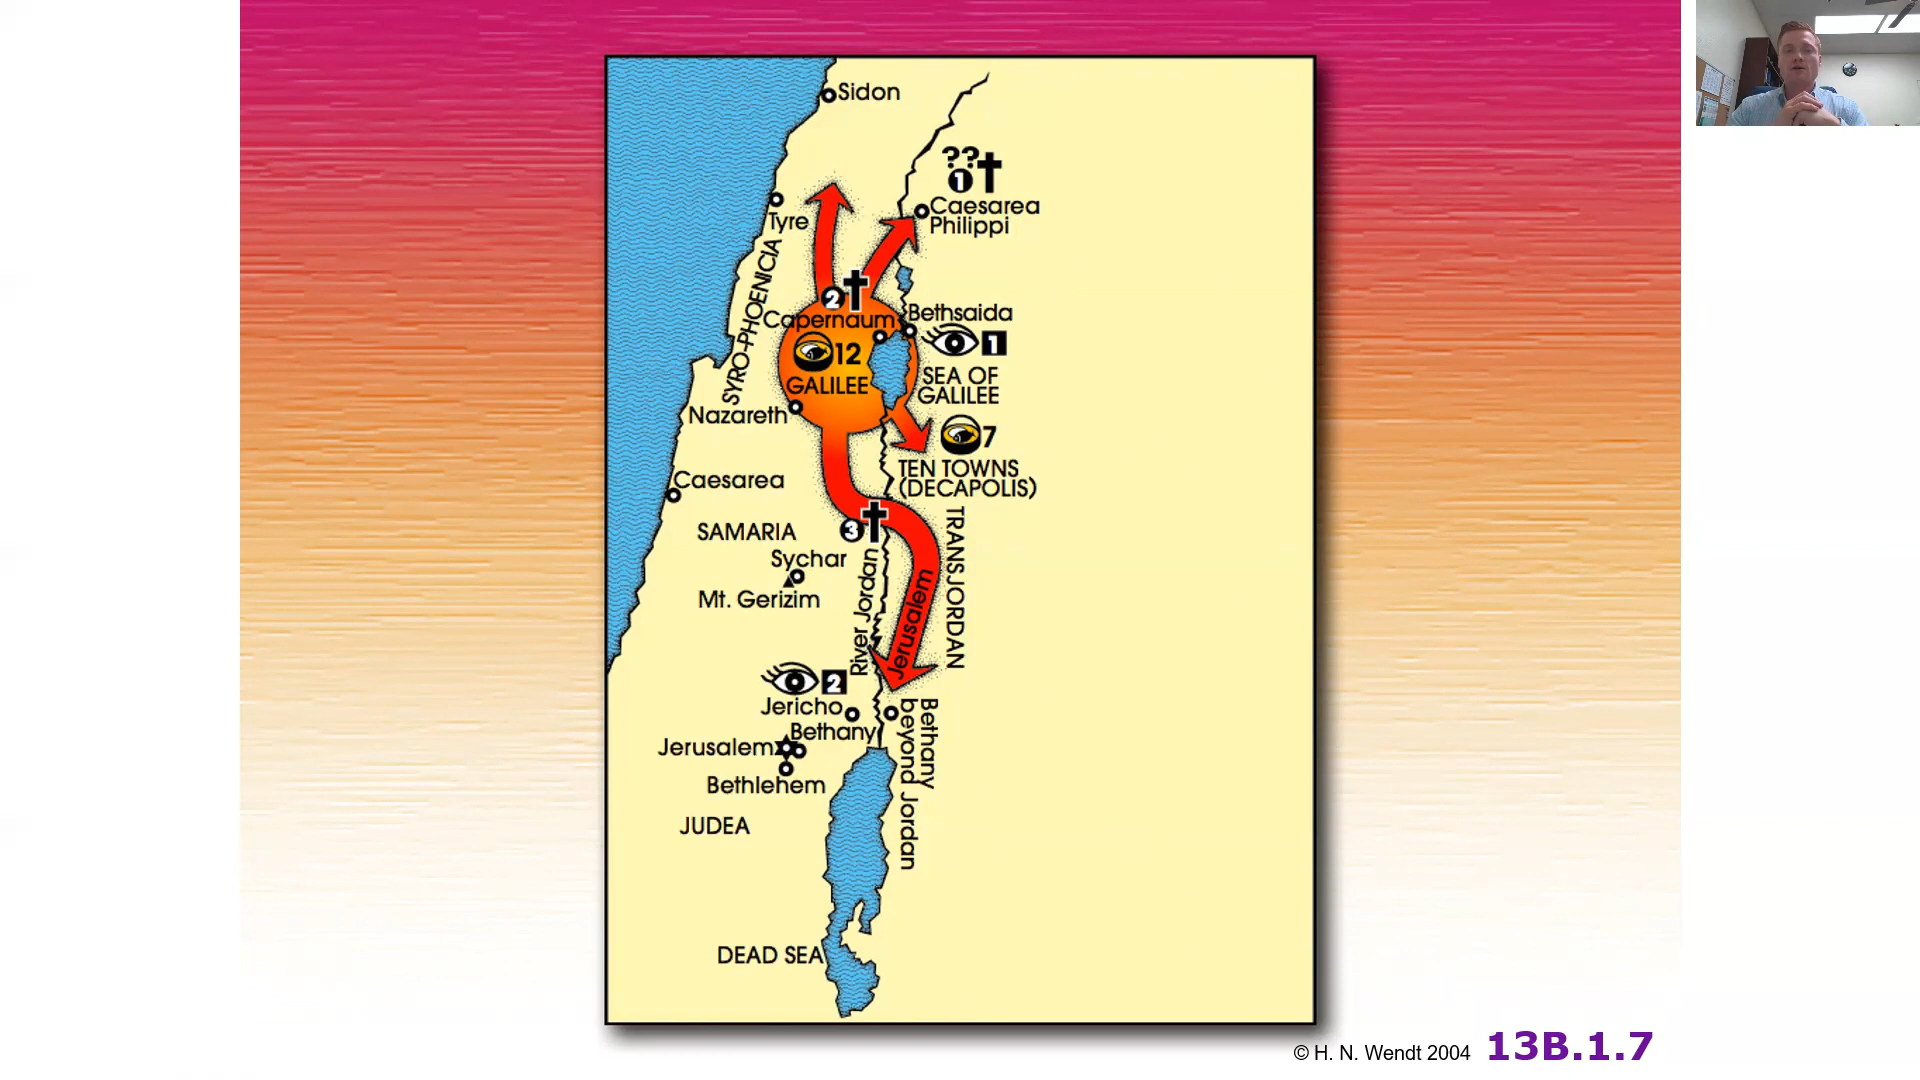 Sidon
??
1
Tyre
Caesarea
Philippi
SYRO-PHOENICIA
2
Capernaum
Bethsaida
1
12
GALILEE
SEA OF
GALILEE
Nazareth
7
TEN TOWNS
(DECAPOLIS)
Caesarea
SAMARIA
3
TRANSJORDAN
Sychar
Mt. Gerizim
River Jordan
Jerusalem
2
Jericho
Bethany
beyond Jordan
Bethany
Jerusalem
Bethlehem
JUDEA
DEAD SEA
© H. N. Wendt 2004
13B.1.7